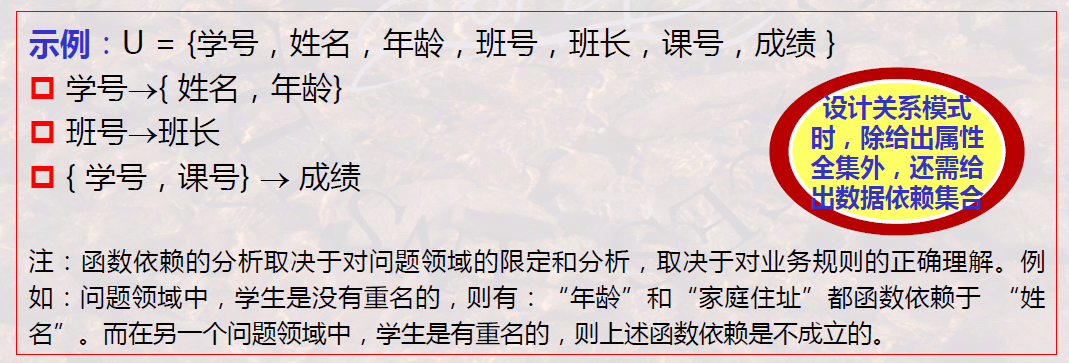 示例：U = {学号，姓名，年龄，班号，班长，课号，成绩 }
学号→{ 姓名，年龄}
班号→班长
{ 学号，课号} → 成绩
设计关系模式
时，除给出属性
全集外，还需给
出数据依赖集合
注：函数依赖的分析取决于对问题领域的限定和分析，取决于对业务规则的正确理解。例
如：问题领域中，学生是没有重名的，则有：“年龄”和“家庭住址”都函数依赖于 “姓
名”。而在另一个问题领域中，学生是有重名的，则上述函数依赖是不成立的。